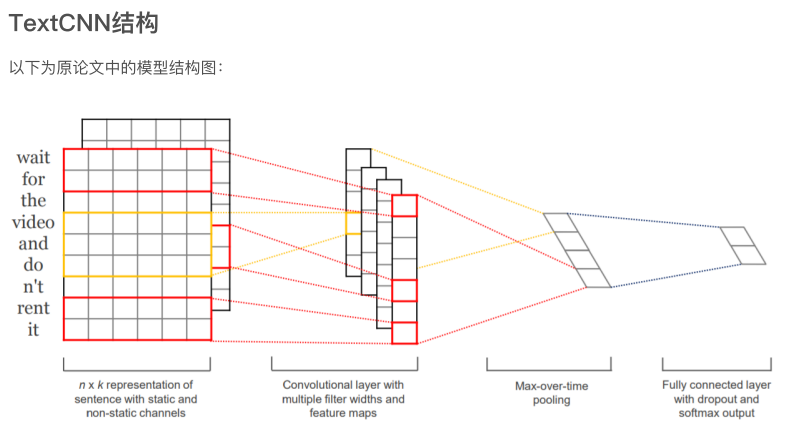 TextCNN结构
以下为原论文中的模型结构图：
wait
for
the
video
and
do
n't
rent
it
n x k representation of
sentence with static and
non-static channels
Convolutional layer with
multiple filter widths and
feature maps
Max-over-time
pooling
Fully connected layer
with dropout and
softmax output